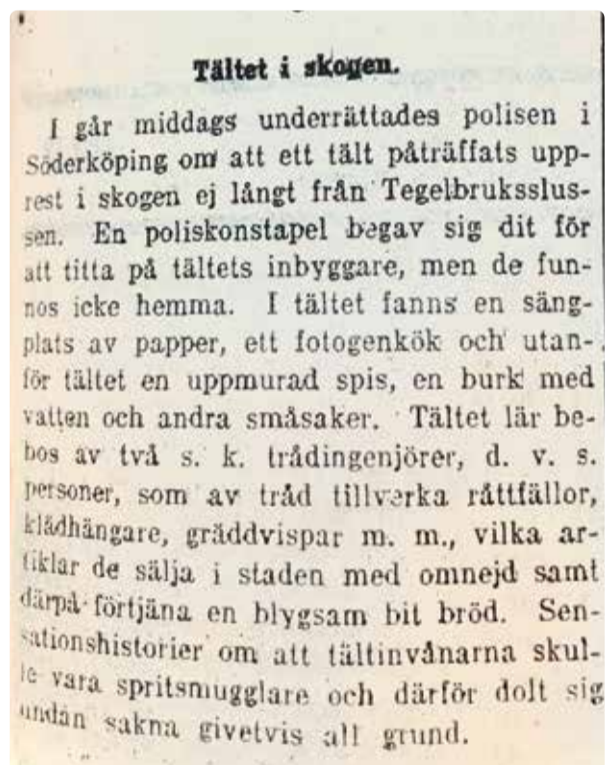 Tältet i skogen.
I går middags underrättades polisen i
Söderköping om att ett tält påträffats upp-
rest i skogen ej långt från Tegelbruksslus-
sen. En poliskonstapel begav sig dit för
att titta på tältets inbyggare, men de fun-
nos icke hemma. I tältet fanns en säng-
plats av papper, ett fotogenkök och utan-
för tältet en uppmurad spis, en burk med
vatten och andra småsaker. Tältet lär be-
bos av två s. k. trådingenjörer, d. v. s.
personer, som av tråd tillverka råttfällor,
klädhängare, gräddvispar m. m., vilka ar-
tiklar de sälja i staden med omnejd samt
därpå förtjäna en blygsam bit bröd. Sen-
sationshistorier om att tältinvånarna skul-
le vara spritsmugglare och därför dolt sig
undan sakna givetvis all grund.